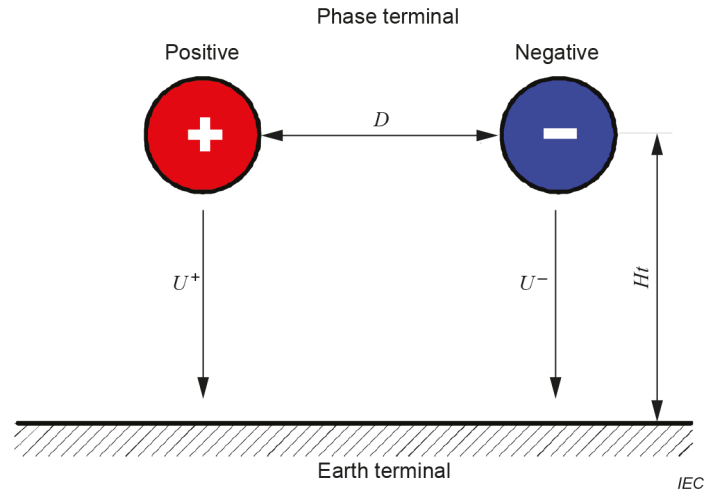 Phase terminal
Positive
Negative
+
−
D
U+
U−
Ht
Earth terminal
IEC